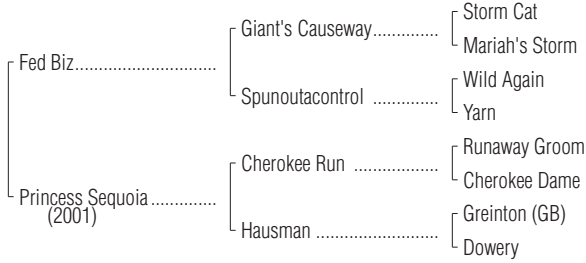 Storm Cat
Giant's Causeway..............
Mariah's Storm
Fed Biz..............................
Wild Again
Spunoutacontrol ..............
Yarn
Runaway Groom
Cherokee Run ..................
Cherokee Dame
Princess Sequoia ..............
(2001)
Greinton (GB)
Hausman ..........................
Dowery